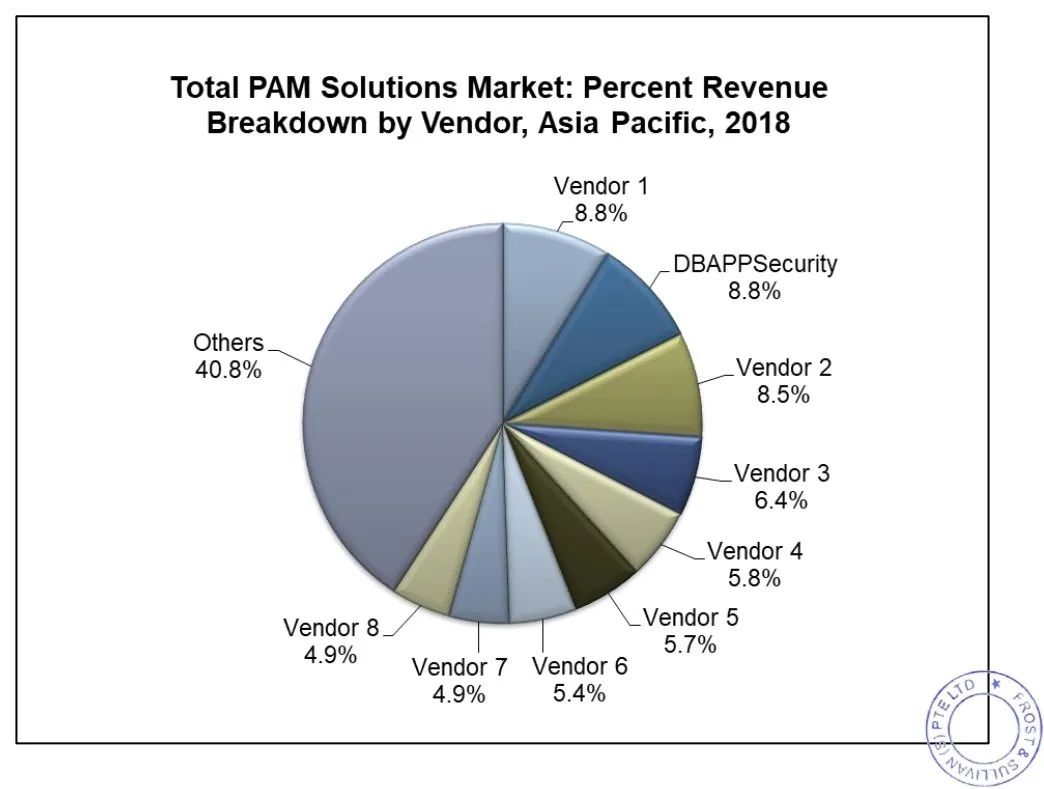 Total PAM Solutions Market: Percent Revenue
Breakdown by Vendor, Asia Pacific, 2018
Vendor 1
8.8%
DBAPPSecurity
8.8%
Vendor 2
8.5%
Vendor 3
6.4%
Vendor 4
5.8%
Vendor 5
5.7%
Vendor 6
5.4%
Vendor 7
4.9%
Vendor 8
4.9%
Others
40.8%
FROST & SULLIVAN (S) PTE LTD ★